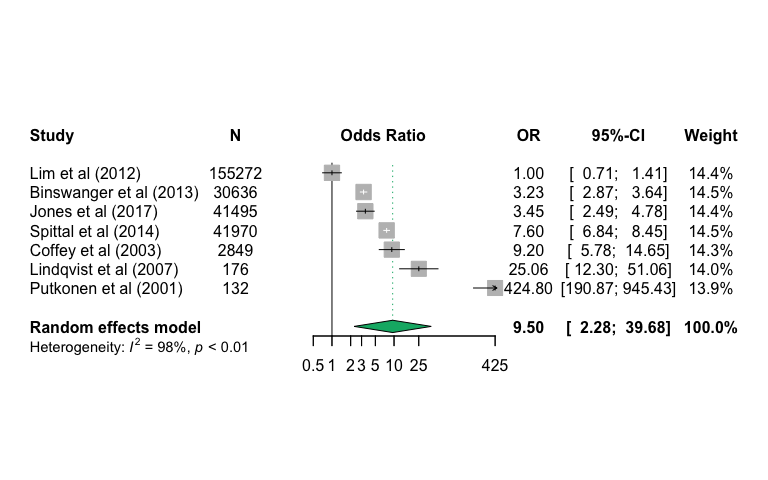 Study N Odds Ratio OR 95%-CI Weight
Lim et al (2012) 155272 1.00 [ 0.71; 1.41] 14.4%
Binswanger et al (2013) 30636 3.23 [ 2.87; 3.64] 14.5%
Jones et al (2017) 41495 3.45 [ 2.49; 4.78] 14.4%
Spittal et al (2014) 41970 7.60 [ 6.84; 8.45] 14.5%
Coffey et al (2003) 2849 9.20 [ 5.78; 14.65] 14.3%
Lindqvist et al (2007) 176 25.06 [ 12.30; 51.06] 14.0%
Putkonen et al (2001) 132 424.80 [190.87; 945.43] 13.9%
Random effects model 9.50 [ 2.28; 39.68] 100.0%
Heterogeneity: I² = 98%, p < 0.01
0.5 1 2 3 5 10 25 425